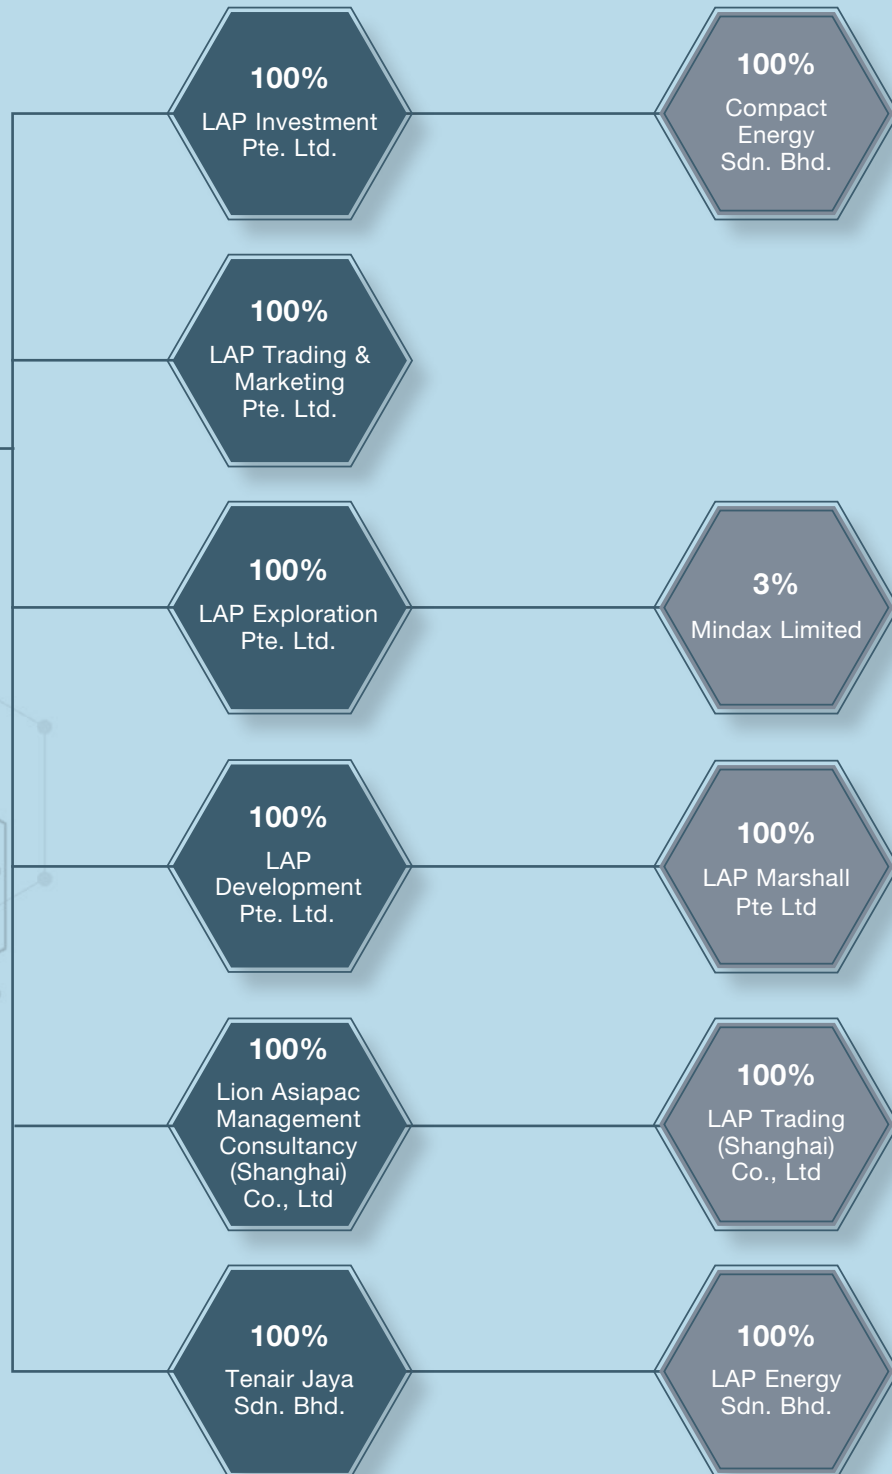 100%
LAP Investment
Pte. Ltd.
100%
Compact
Energy
Sdn. Bhd.
100%
LAP Trading &
Marketing
Pte. Ltd.
100%
LAP Exploration
Pte. Ltd.
3%
Mindax Limited
100%
LAP
Development
Pte. Ltd.
100%
LAP Marshall
Pte Ltd
100%
Lion Asiapac
Management
Consultancy
(Shanghai)
Co., Ltd
100%
LAP Trading
(Shanghai)
Co., Ltd
100%
Tenair Jaya
Sdn. Bhd.
100%
LAP Energy
Sdn. Bhd.